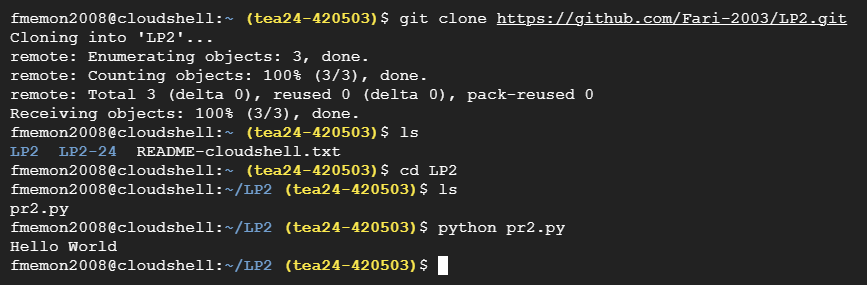 fmemon2008@cloudshell:~ (tea24-420503)$ git clone https://github.com/Fari-2003/LP2.git
Cloning into 'LP2'...
remote: Enumerating objects: 3, done.
remote: Counting objects: 100% (3/3), done.
remote: Total 3 (delta 0), reused 0 (delta 0), pack-reused 0
Receiving objects: 100% (3/3), done.
fmemon2008@cloudshell:~ (tea24-420503)$ ls
LP2  LP2-24  README-cloudshell.txt
fmemon2008@cloudshell:~ (tea24-420503)$ cd LP2
fmemon2008@cloudshell:~/LP2 (tea24-420503)$ ls
pr2.py
fmemon2008@cloudshell:~/LP2 (tea24-420503)$ python pr2.py
Hello World
fmemon2008@cloudshell:~/LP2 (tea24-420503)$